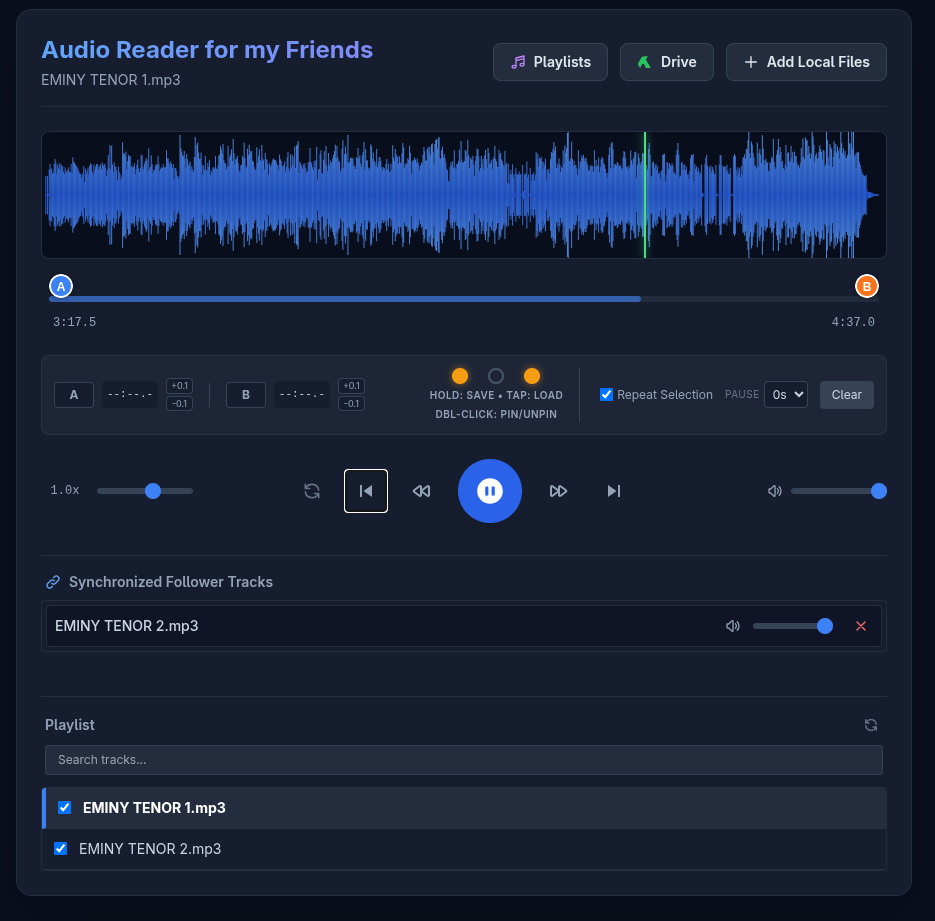 Audio Reader for my Friends
EMINY TENOR 1.mp3
Playlists
Drive
Add Local Files
A
B
3:17.5
4:37.0
A
--:--.-
+0.1
−0.1
B
--:--.-
+0.1
−0.1
HOLD: SAVE • TAP: LOAD
DBL-CLICK: PIN/UNPIN
Repeat Selection
PAUSE
0s
Clear
1.0x
Synchronized Follower Tracks
EMINY TENOR 2.mp3
Playlist
Search tracks...
EMINY TENOR 1.mp3
EMINY TENOR 2.mp3